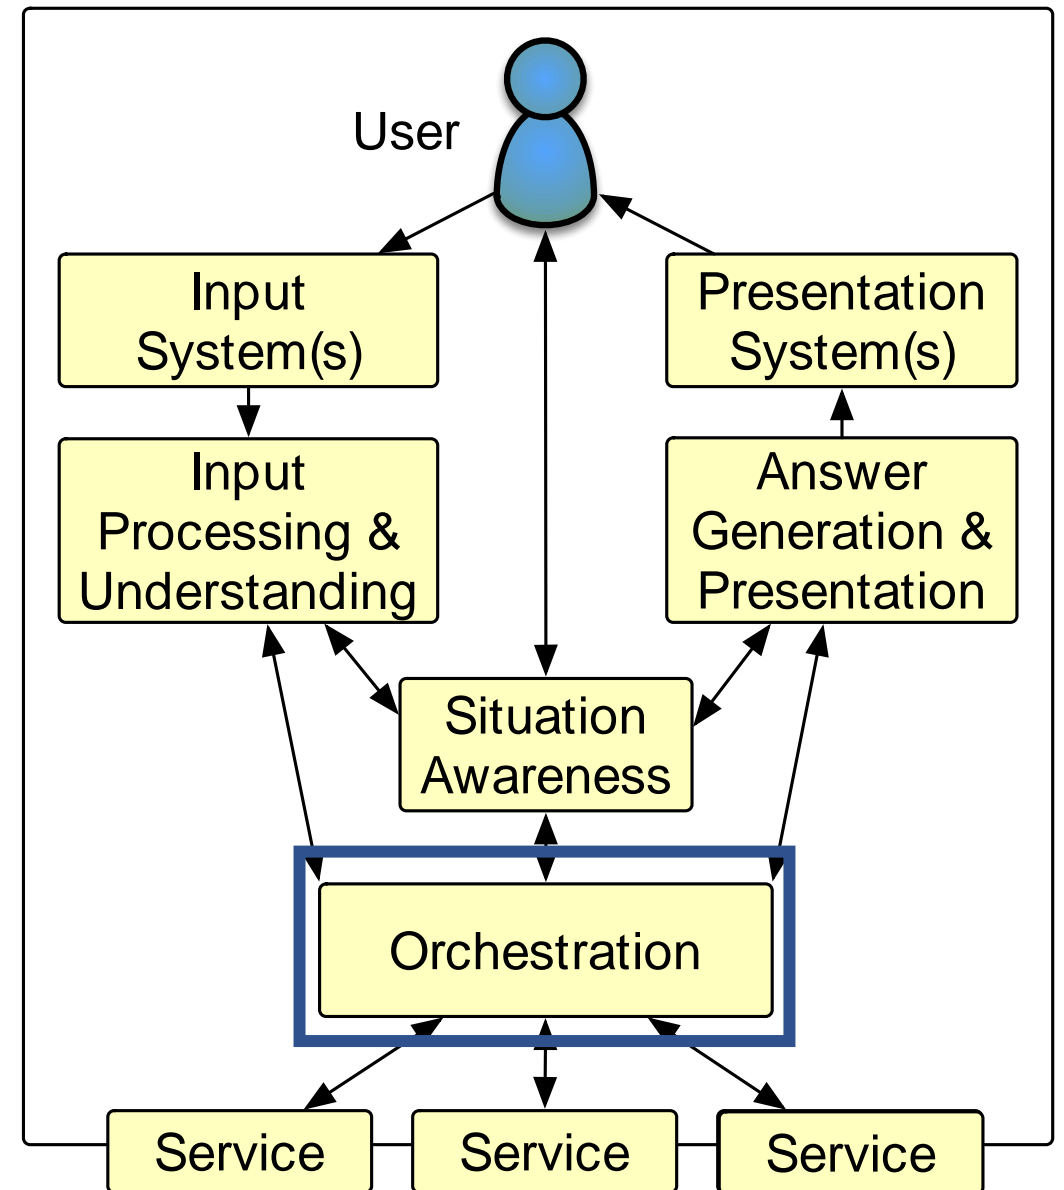 User
Input
System(s)
Presentation
System(s)
Input
Processing &
Understanding
Answer
Generation &
Presentation
Situation
Awareness
Orchestration
Service
Service
Service